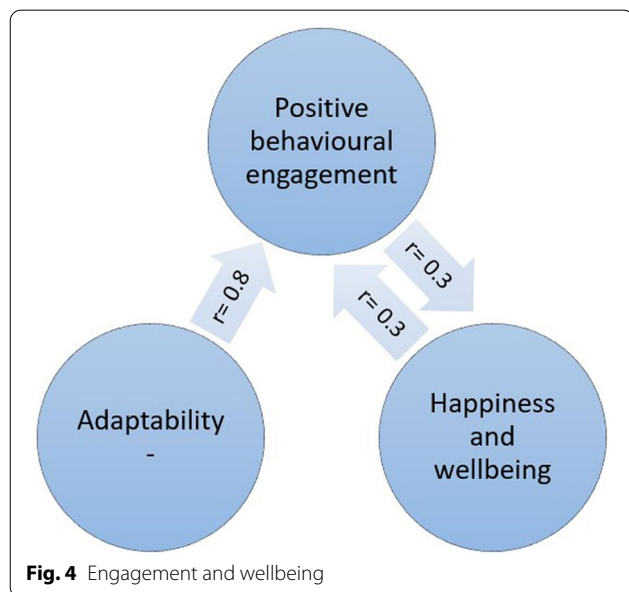 Positive
behavioural
engagement
r= 0.8
r= 0.3
r= 0.3
Adaptability
-
Happiness
and
wellbeing
Fig. 4 Engagement and wellbeing